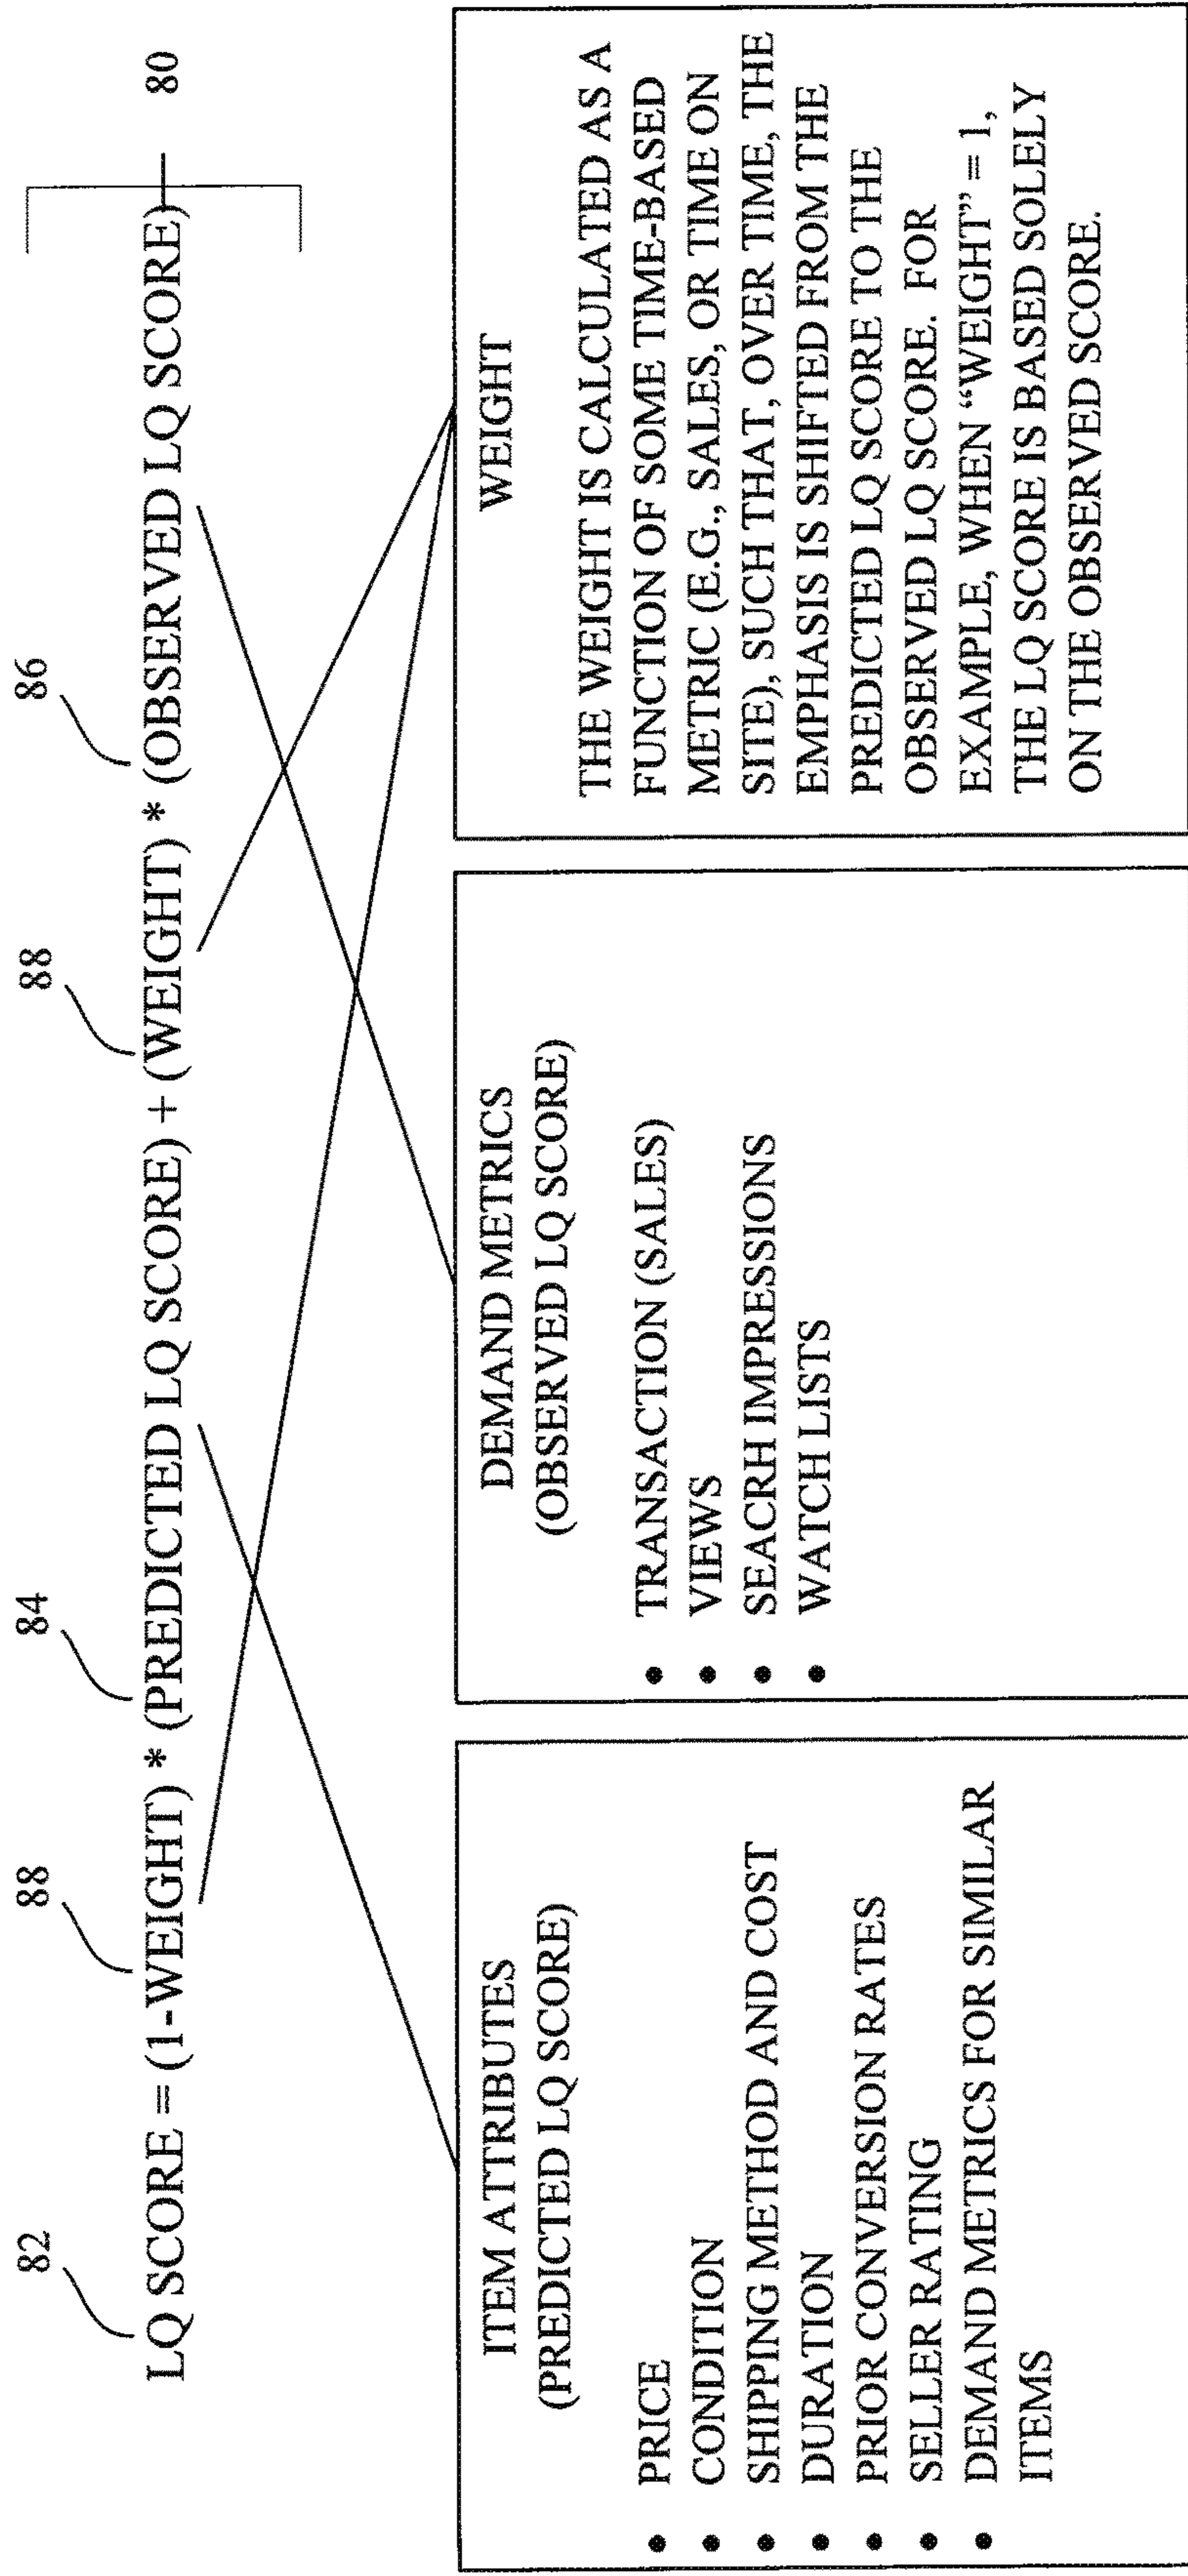 82
88
84
88
86
80
LQ SCORE = (1-WEIGHT) * (PREDICTED LQ SCORE) + (WEIGHT) * (OBSERVED LQ SCORE)
ITEM ATTRIBUTES
(PREDICTED LQ SCORE)
• PRICE
• CONDITION
• SHIPPING METHOD AND COST
• DURATION
• PRIOR CONVERSION RATES
• SELLER RATING
• DEMAND METRICS FOR SIMILAR
ITEMS
DEMAND METRICS
(OBSERVED LQ SCORE)
• TRANSACTION (SALES)
• VIEWS
• SEACRH IMPRESSIONS
• WATCH LISTS
WEIGHT
THE WEIGHT IS CALCULATED AS A
FUNCTION OF SOME TIME-BASED
METRIC (E.G., SALES, OR TIME ON
SITE), SUCH THAT, OVER TIME, THE
EMPHASIS IS SHIFTED FROM THE
PREDICTED LQ SCORE TO THE
OBSERVED LQ SCORE. FOR
EXAMPLE, WHEN “WEIGHT” = 1,
THE LQ SCORE IS BASED SOLELY
ON THE OBSERVED SCORE.